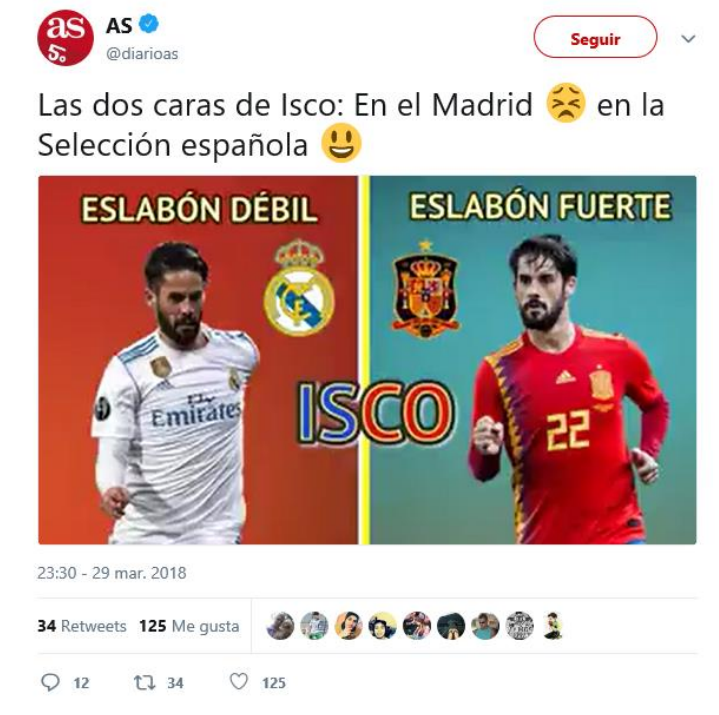 as
AS
Seguir
@diarioas
Las dos caras de Isco: En el Madrid 😣 en la
Selección española 😃
ESLABÓN DÉBIL
ESLABÓN FUERTE
ISCO
Fly
Emirates
22
23:30 - 29 mar. 2018
34 Retweets 125 Me gusta
12 34 125